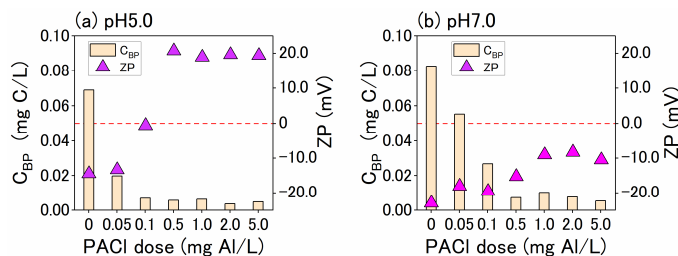 (a) pH5.0
0.10
0.08
0.06
0.04
0.02
0.00
C_BP (mg C/L)
C_BP
ZP
20.0
10.0
0
−10.0
−20.0
ZP (mV)
0 0.05 0.1 0.5 1.0 2.0 5.0
PACl dose (mg Al/L)
(b) pH7.0
0.10
0.08
0.06
0.04
0.02
0.00
C_BP (mg C/L)
C_BP
ZP
20.0
10.0
0.0
−10.0
−20.0
ZP (mV)
0 0.05 0.1 0.5 1.0 2.0 5.0
PACl dose (mg Al/L)